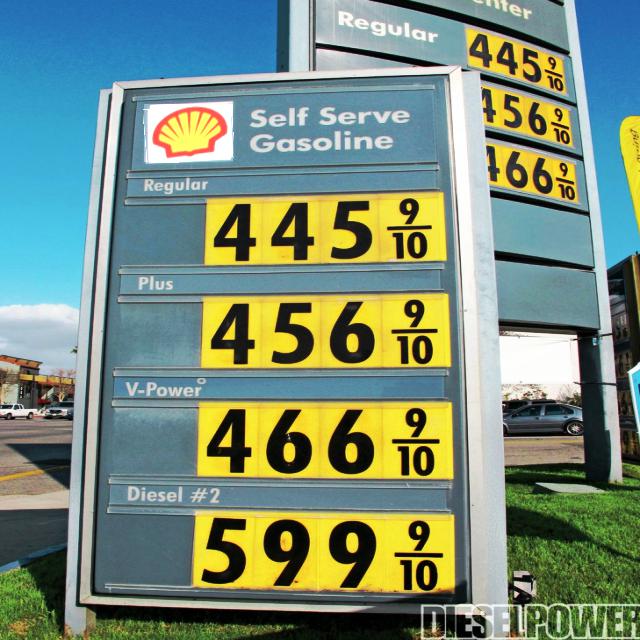 enter
Regular
445 9/10
456 9/10
466 9/10
Self Serve
Gasoline
Regular
445 9/10
Plus
456 9/10
V-Power®
466 9/10
Diesel #2
599 9/10
DIESELPOWER